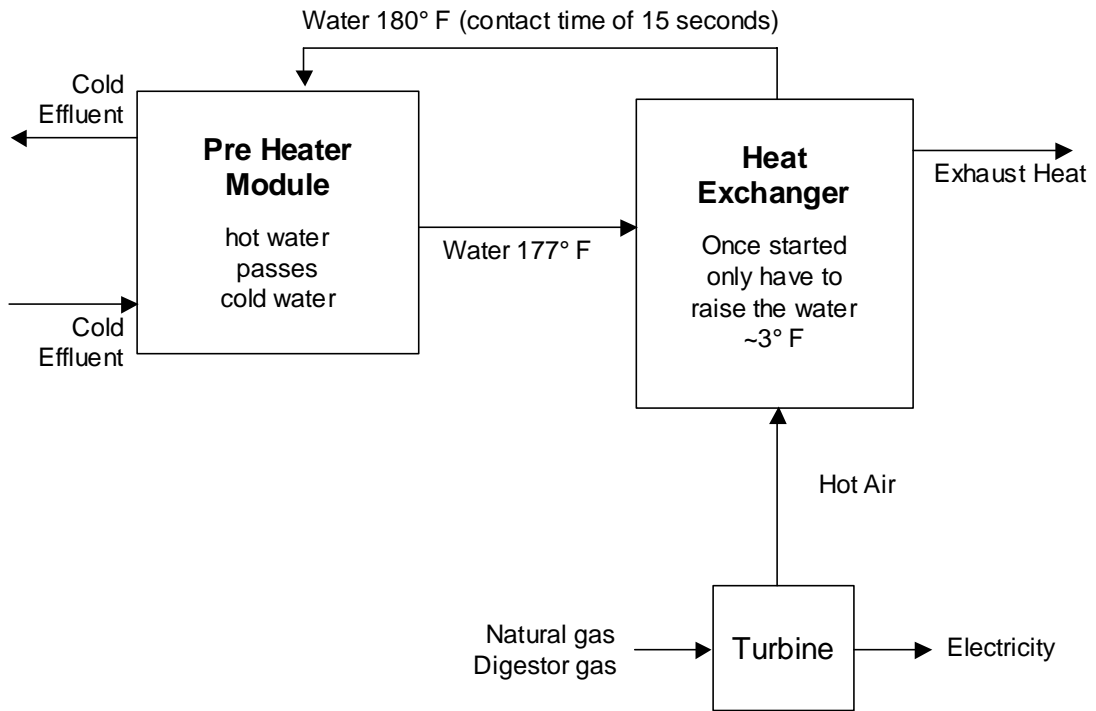 Water 180° F (contact time of 15 seconds)
Cold
Effluent
Pre Heater
Module
hot water
passes
cold water
Cold
Effluent
Water 177° F
Heat
Exchanger
Once started
only have to
raise the water
~3° F
Exhaust Heat
Hot Air
Natural gas
Digestor gas
Turbine
Electricity